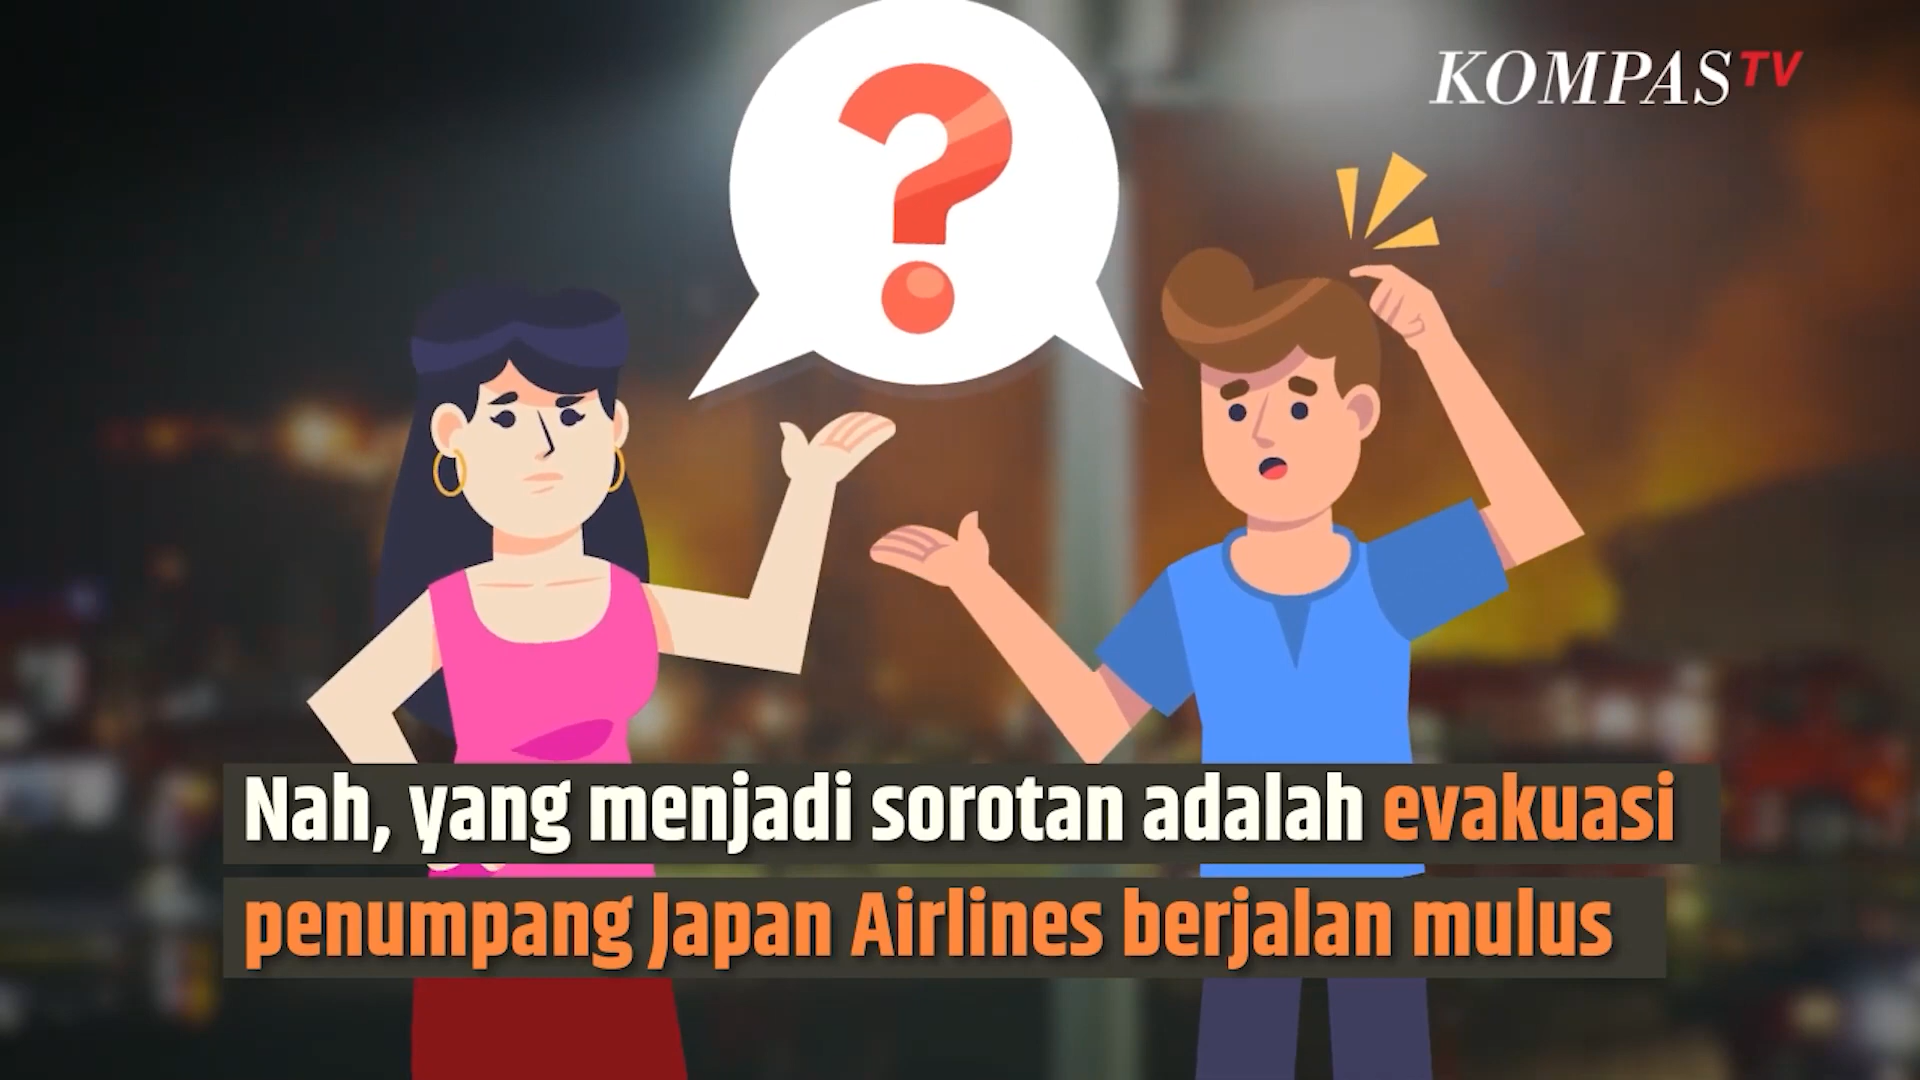 KOMPAS TV
?
Nah, yang menjadi sorotan adalah evakuasi
penumpang Japan Airlines berjalan mulus